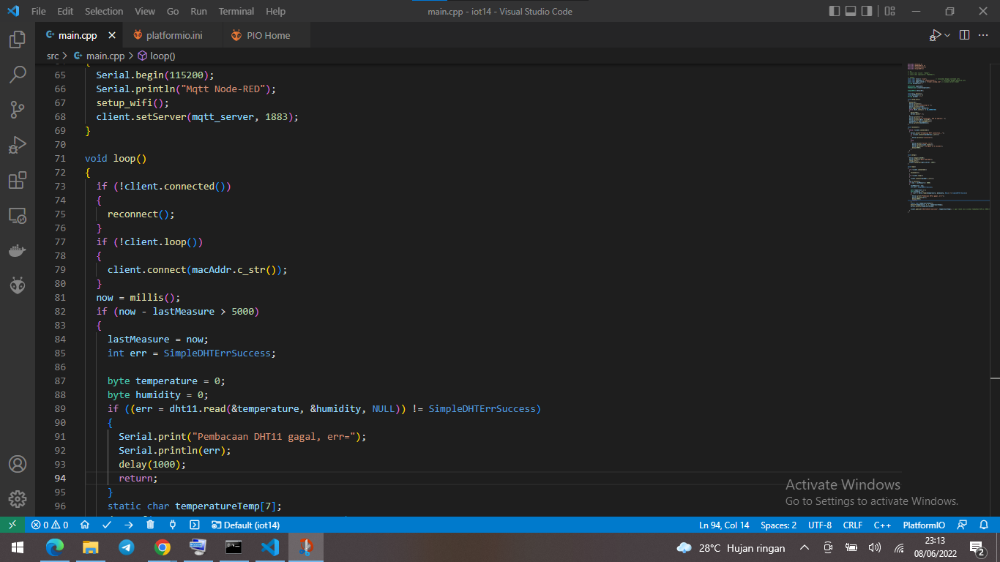 File Edit Selection View Go Run Terminal Help
main.cpp - iot14 - Visual Studio Code
main.cpp platformio.ini PIO Home
src > main.cpp > loop()
65 Serial.begin(115200);
66 Serial.println("Mqtt Node-RED");
67 setup_wifi();
68 client.setServer(mqtt_server, 1883);
69 }
70
71 void loop()
72 {
73 if (!client.connected())
74 {
75 reconnect();
76 }
77 if (!client.loop())
78 {
79 client.connect(macAddr.c_str());
80 }
81 now = millis();
82 if (now - lastMeasure > 5000)
83 {
84 lastMeasure = now;
85 int err = SimpleDHTErrSuccess;
86
87 byte temperature = 0;
88 byte humidity = 0;
89 if ((err = dht11.read(&temperature, &humidity, NULL)) != SimpleDHTErrSuccess)
90 {
91 Serial.print("Pembacaan DHT11 gagal, err=");
92 Serial.println(err);
93 delay(1000);
94 return;
95 }
96 static char temperatureTemp[7];
Activate Windows
Go to Settings to activate Windows.
0 0 Default (iot14) Ln 94, Col 14 Spaces: 2 UTF-8 CRLF C++ PlatformIO
28°C Hujan ringan
23:13
08/06/2022
2